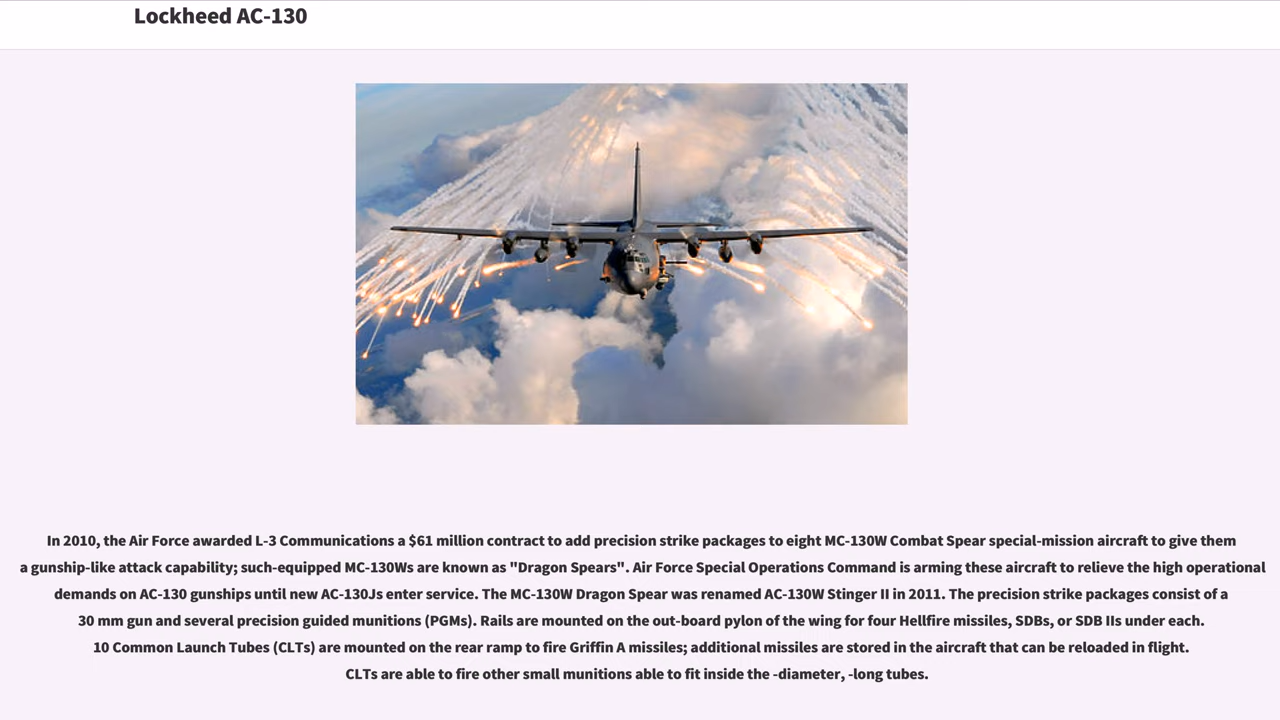 Lockheed AC-130
In 2010, the Air Force awarded L-3 Communications a $61 million contract to add precision strike packages to eight MC-130W Combat Spear special-mission aircraft to give them
a gunship-like attack capability; such-equipped MC-130Ws are known as "Dragon Spears". Air Force Special Operations Command is arming these aircraft to relieve the high operational
demands on AC-130 gunships until new AC-130Js enter service. The MC-130W Dragon Spear was renamed AC-130W Stinger II in 2011. The precision strike packages consist of a
30 mm gun and several precision guided munitions (PGMs). Rails are mounted on the out-board pylon of the wing for four Hellfire missiles, SDBs, or SDB IIs under each.
10 Common Launch Tubes (CLTs) are mounted on the rear ramp to fire Griffin A missiles; additional missiles are stored in the aircraft that can be reloaded in flight.
CLTs are able to fire other small munitions able to fit inside the -diameter, -long tubes.